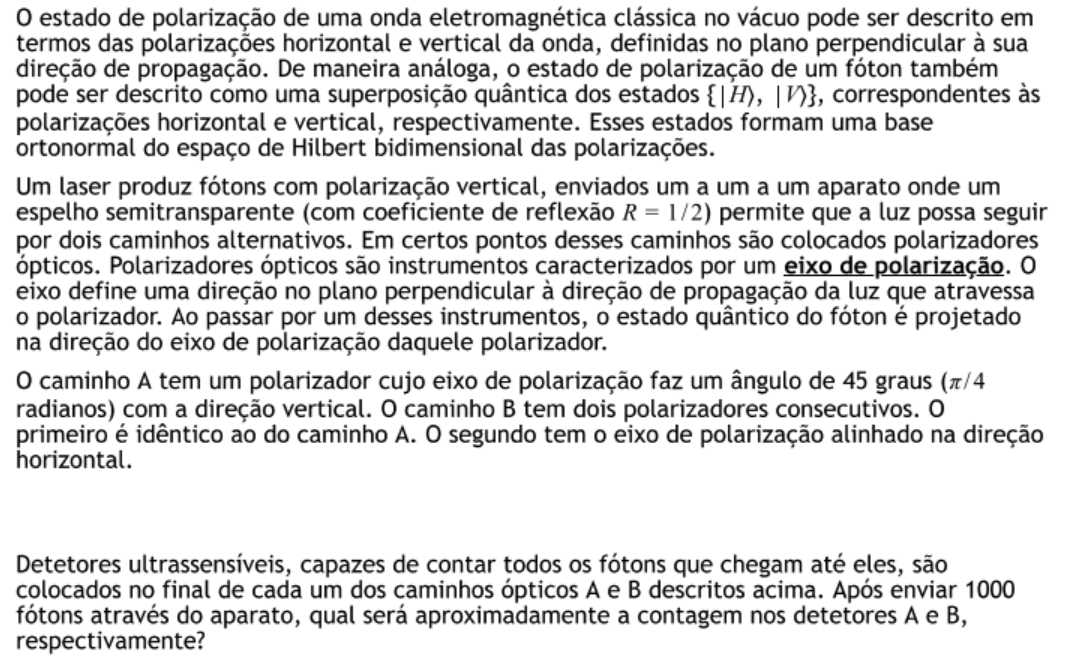 O estado de polarização de uma onda eletromagnética clássica no vácuo pode ser descrito em
termos das polarizações horizontal e vertical da onda, definidas no plano perpendicular à sua
direção de propagação. De maneira análoga, o estado de polarização de um fóton também
pode ser descrito como uma superposição quântica dos estados {|H⟩, |V⟩}, correspondentes às
polarizações horizontal e vertical, respectivamente. Esses estados formam uma base
ortonormal do espaço de Hilbert bidimensional das polarizações.
Um laser produz fótons com polarização vertical, enviados um a um a um aparato onde um
espelho semitransparente (com coeficiente de reflexão R = 1/2) permite que a luz possa seguir
por dois caminhos alternativos. Em certos pontos desses caminhos são colocados polarizadores
ópticos. Polarizadores ópticos são instrumentos caracterizados por um eixo de polarização. O
eixo define uma direção no plano perpendicular à direção de propagação da luz que atravessa
o polarizador. Ao passar por um desses instrumentos, o estado quântico do fóton é projetado
na direção do eixo de polarização daquele polarizador.
O caminho A tem um polarizador cujo eixo de polarização faz um ângulo de 45 graus (π/4
radianos) com a direção vertical. O caminho B tem dois polarizadores consecutivos. O
primeiro é idêntico ao do caminho A. O segundo tem o eixo de polarização alinhado na direção
horizontal.
Detetores ultrassensíveis, capazes de contar todos os fótons que chegam até eles, são
colocados no final de cada um dos caminhos ópticos A e B descritos acima. Após enviar 1000
fótons através do aparato, qual será aproximadamente a contagem nos detetores A e B,
respectivamente?